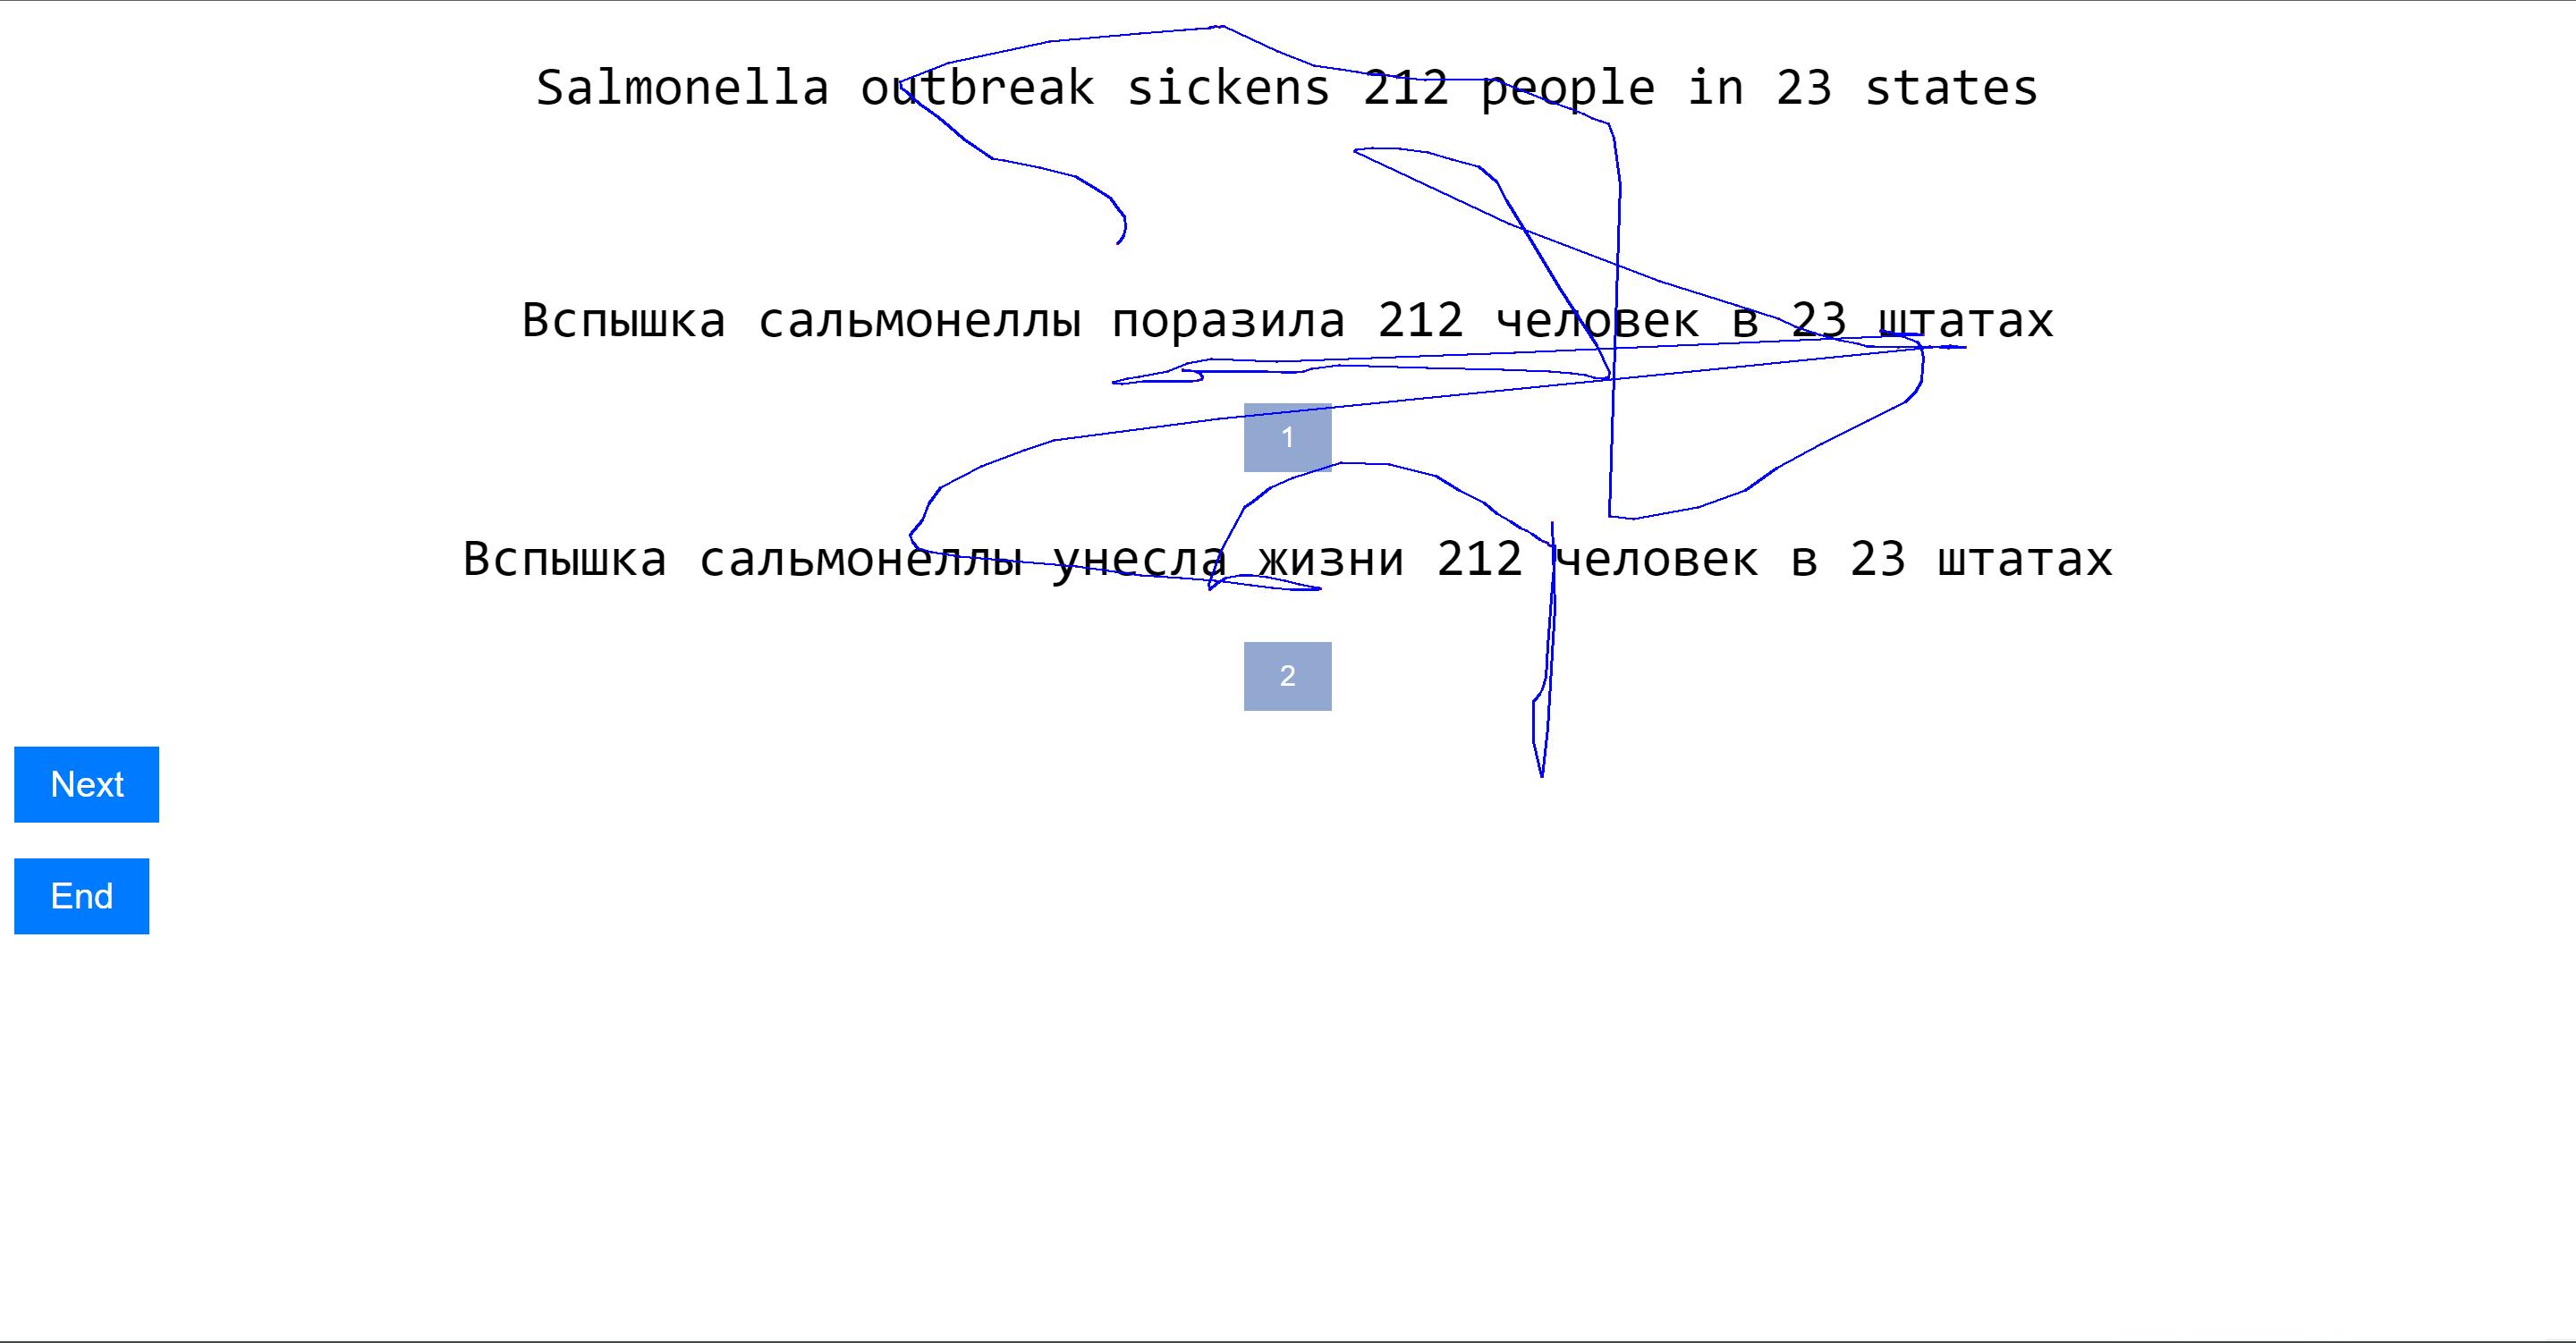 Salmonella outbreak sickens 212 people in 23 states
Вспышка сальмонеллы поразила 212 человек в 23 штатах
1
Вспышка сальмонеллы унесла жизни 212 человек в 23 штатах
2
Next
End